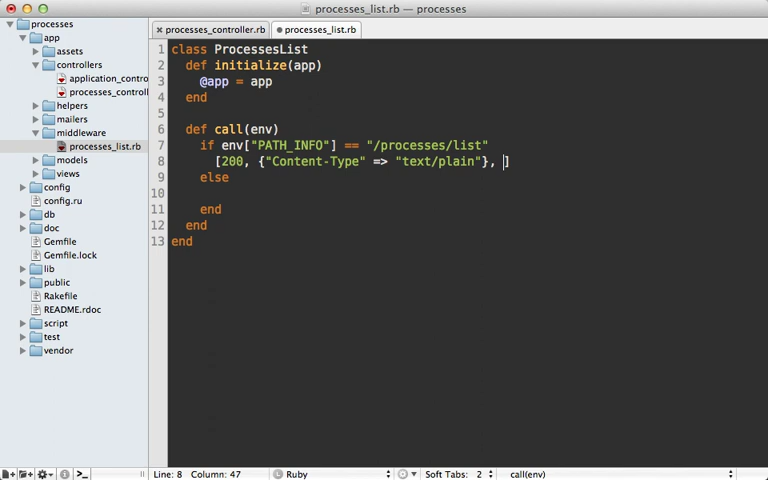 processes_list.rb — processes
processes
app
assets
controllers
application_contro
processes_controll
helpers
mailers
middleware
processes_list.rb
models
views
config
config.ru
db
doc
Gemfile
Gemfile.lock
lib
public
Rakefile
README.rdoc
script
test
vendor
processes_controller.rb
processes_list.rb
1 class ProcessesList
2 def initialize(app)
3 @app = app
4 end
5
6 def call(env)
7 if env["PATH_INFO"] == "/processes/list"
8 [200, {"Content-Type" => "text/plain"}, ]
9 else
10
11 end
12 end
13 end
Line: 8 Column: 47
Ruby
Soft Tabs: 2
call(env)